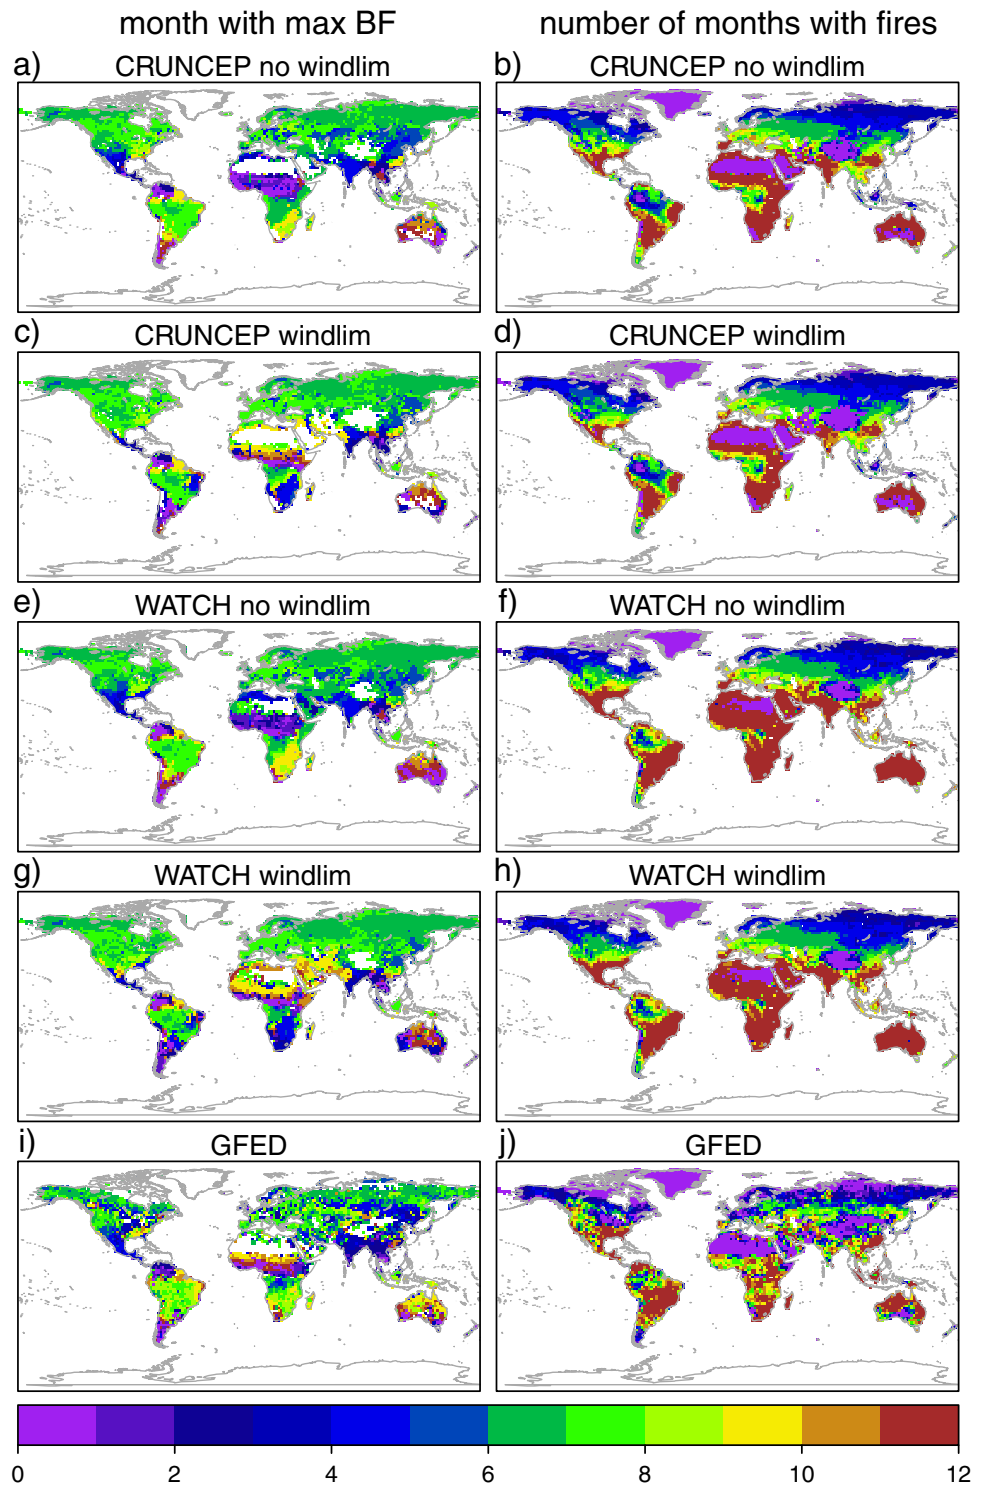 month with max BF
number of months with fires
a)
CRUNCEP no windlim
b)
CRUNCEP no windlim
c)
CRUNCEP windlim
d)
CRUNCEP windlim
e)
WATCH no windlim
f)
WATCH no windlim
g)
WATCH windlim
h)
WATCH windlim
i)
GFED
j)
GFED
0 2 4 6 8 10 12